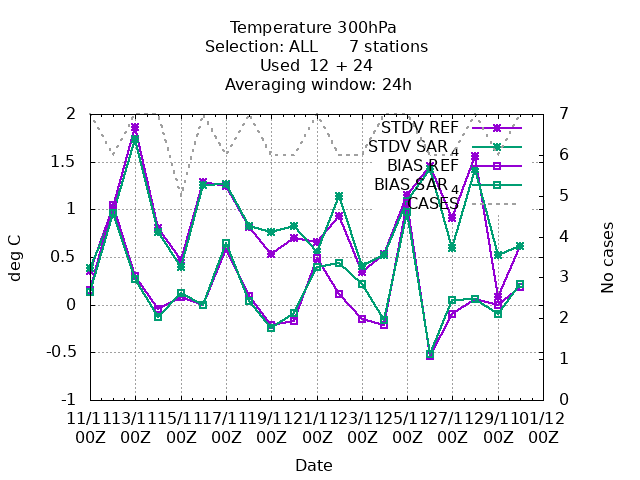 Temperature 300hPa
Selection: ALL 7 stations
Used 12 + 24
Averaging window: 24h
STDV REF
STDV SAR 4
BIAS REF
BIAS SAR 4
CASES
2
1.5
1
0.5
0
-0.5
-1
deg C
7
6
5
4
3
2
1
0
No cases
11/11 13/11 15/11 17/11 19/11 21/11 23/11 25/11 27/11 29/11 01/12
00Z 00Z 00Z 00Z 00Z 00Z 00Z 00Z 00Z 00Z 00Z
Date